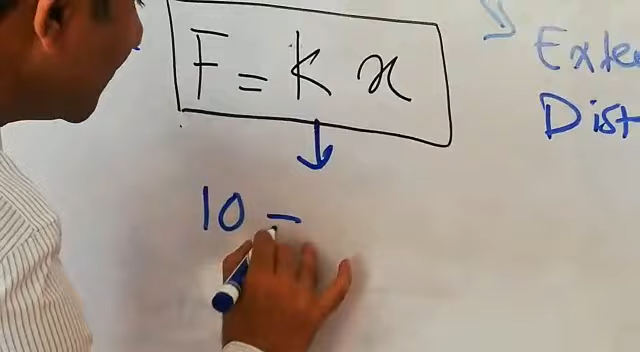 F = K x
Exte
Dist
10 =